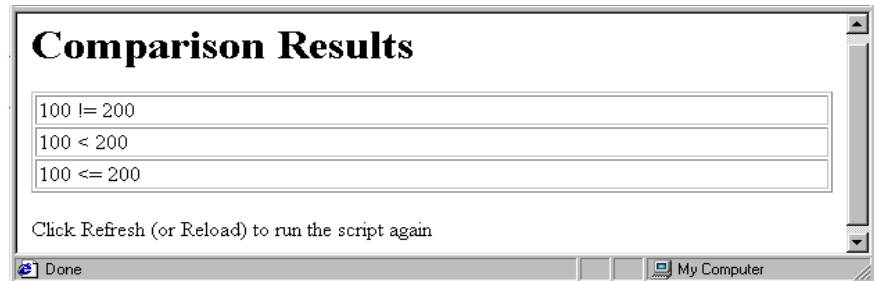 Comparison Results
100 != 200
100 < 200
100 <= 200
Click Refresh (or Reload) to run the script again
Done
My Computer